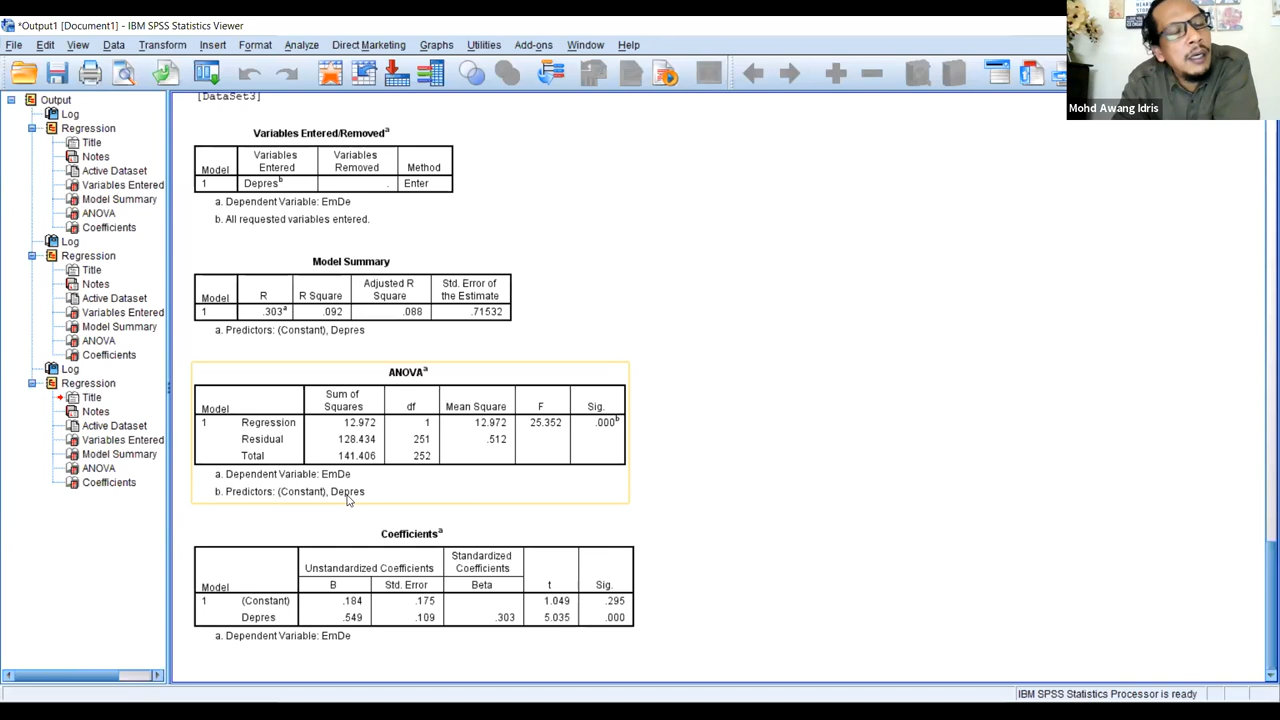 *Output1 [Document1] - IBM SPSS Statistics Viewer
File Edit View Data Transform Insert Format Analyze Direct Marketing Graphs Utilities Add-ons Window Help
Mohd Awang Idris
Output
Log
Regression
Title
Notes
Active Dataset
Variables Entered
Model Summary
ANOVA
Coefficients
Log
Regression
Title
Notes
Active Dataset
Variables Entered
Model Summary
ANOVA
Coefficients
Log
Regression
Title
Notes
Active Dataset
Variables Entered
Model Summary
ANOVA
Coefficients
[DataSet3]
Variables Entered/Removedᵃ
Model Variables Entered Variables Removed Method
1 Depresᵇ . Enter
a. Dependent Variable: EmDe
b. All requested variables entered.
Model Summary
Model R R Square Adjusted R Square Std. Error of the Estimate
1 .303ᵃ .092 .088 .71532
a. Predictors: (Constant), Depres
ANOVAᵃ
Model Sum of Squares df Mean Square F Sig.
1 Regression 12.972 1 12.972 25.352 .000ᵇ
Residual 128.434 251 .512
Total 141.406 252
a. Dependent Variable: EmDe
b. Predictors: (Constant), Depres
Coefficientsᵃ
Unstandardized Coefficients Standardized Coefficients
Model B Std. Error Beta t Sig.
1 (Constant) .184 .175 1.049 .295
Depres .549 .109 .303 5.035 .000
a. Dependent Variable: EmDe
IBM SPSS Statistics Processor is ready